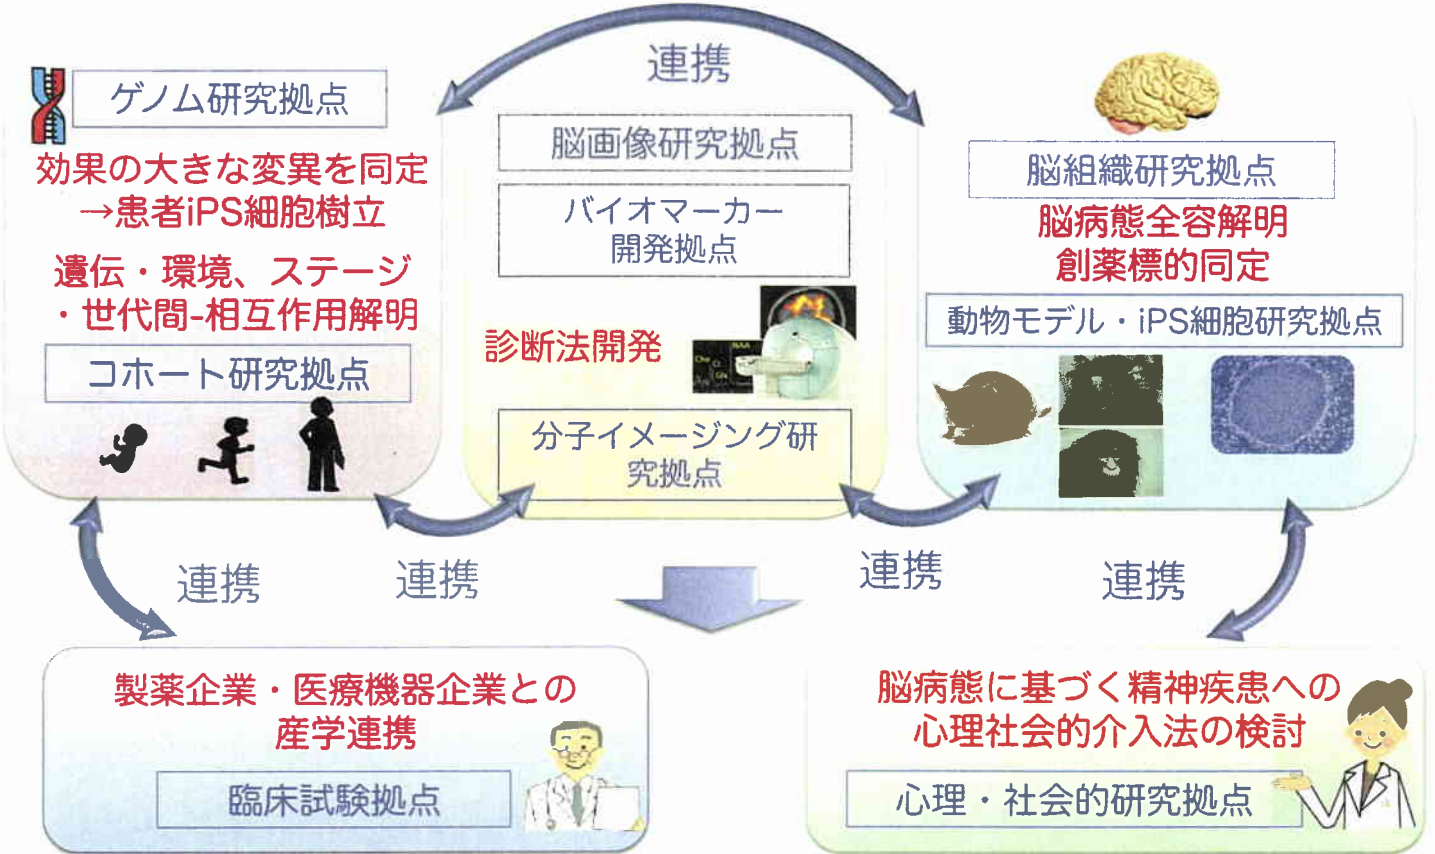 連携
ゲノム研究拠点
効果の大きな変異を同定
→患者iPS細胞樹立
遺伝・環境、ステージ
・世代間-相互作用解明
コホート研究拠点
脳画像研究拠点
バイオマーカー
開発拠点
診断法開発
NAA
Cho
Cr
Glx
分子イメージング研
究拠点
脳組織研究拠点
脳病態全容解明
創薬標的同定
動物モデル・iPS細胞研究拠点
連携
連携
連携
連携
製薬企業・医療機器企業との
産学連携
臨床試験拠点
脳病態に基づく精神疾患への
心理社会的介入法の検討
心理・社会的研究拠点